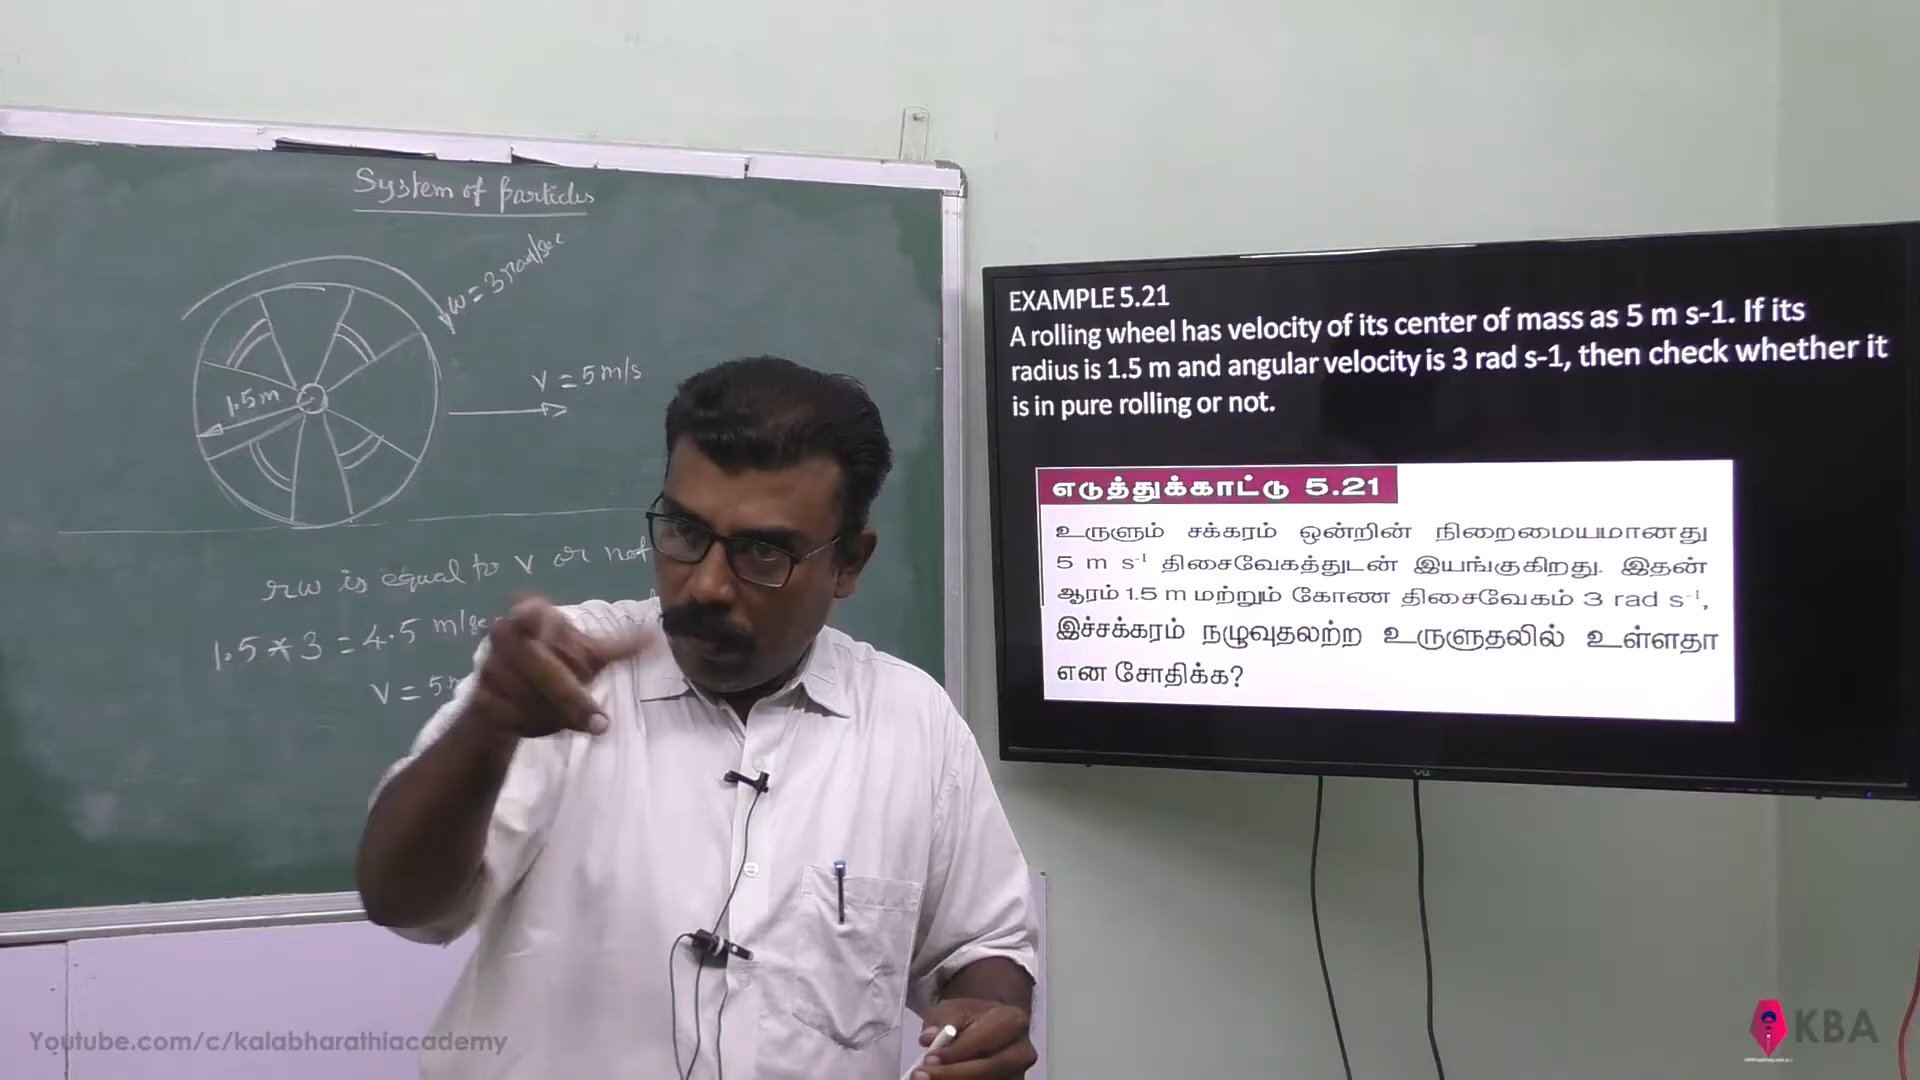 System of particles
ω = 3 rad/sec
1.5 m
V = 5 m/s
rω is equal to V or not
1.5 * 3 = 4.5 m/sec
V = 5
EXAMPLE 5.21
A rolling wheel has velocity of its center of mass as 5 m s-1. If its
radius is 1.5 m and angular velocity is 3 rad s-1, then check whether it
is in pure rolling or not.
எடுத்துக்காட்டு 5.21
உருளும் சக்கரம் ஒன்றின் நிறைமையமானது
5 m s⁻¹ திசைவேகத்துடன் இயங்குகிறது. இதன்
ஆரம் 1.5 m மற்றும் கோண திசைவேகம் 3 rad s⁻¹,
இச்சக்கரம் நழுவுதலற்ற உருளுதலில் உள்ளதா
என சோதிக்க?
VU
Youtube.com/c/kalabharathiacademy
KBA